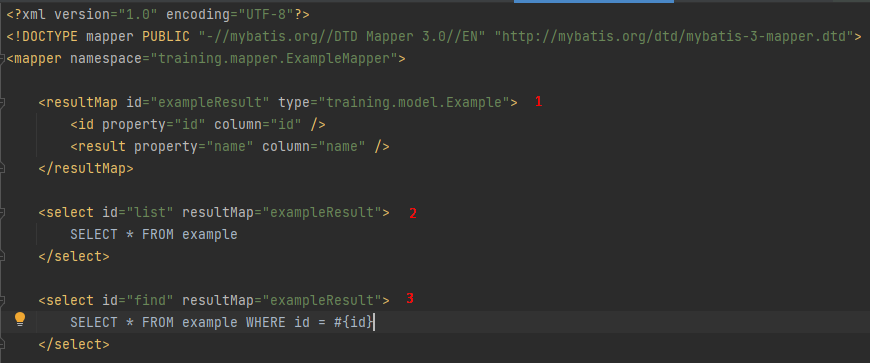 <?xml version="1.0" encoding="UTF-8"?>
<!DOCTYPE mapper PUBLIC "-//mybatis.org//DTD Mapper 3.0//EN" "http://mybatis.org/dtd/mybatis-3-mapper.dtd">
<mapper namespace="training.mapper.ExampleMapper">
<resultMap id="exampleResult" type="training.model.Example"> 1
<id property="id" column="id" />
<result property="name" column="name" />
</resultMap>
<select id="list" resultMap="exampleResult"> 2
SELECT * FROM example
</select>
<select id="find" resultMap="exampleResult"> 3
SELECT * FROM example WHERE id = #{id}
</select>